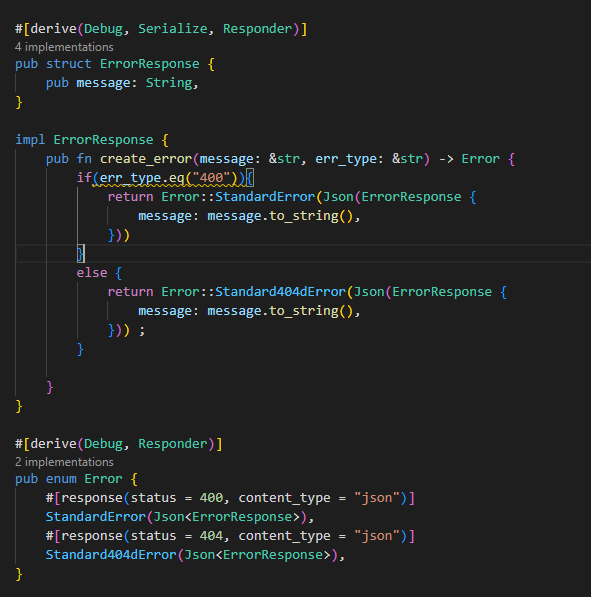 #[derive(Debug, Serialize, Responder)]
4 implementations
pub struct ErrorResponse {
    pub message: String,
}
impl ErrorResponse {
    pub fn create_error(message: &str, err_type: &str) -> Error {
        if(err_type.eq("400")){
            return Error::StandardError(Json(ErrorResponse {
                message: message.to_string(),
            }))
        }
        else {
            return Error::Standard404dError(Json(ErrorResponse {
                message: message.to_string(),
            })) ;
        }
    }
}
#[derive(Debug, Responder)]
2 implementations
pub enum Error {
    #[response(status = 400, content_type = "json")]
    StandardError(Json<ErrorResponse>),
    #[response(status = 404, content_type = "json")]
    Standard404dError(Json<ErrorResponse>),
}